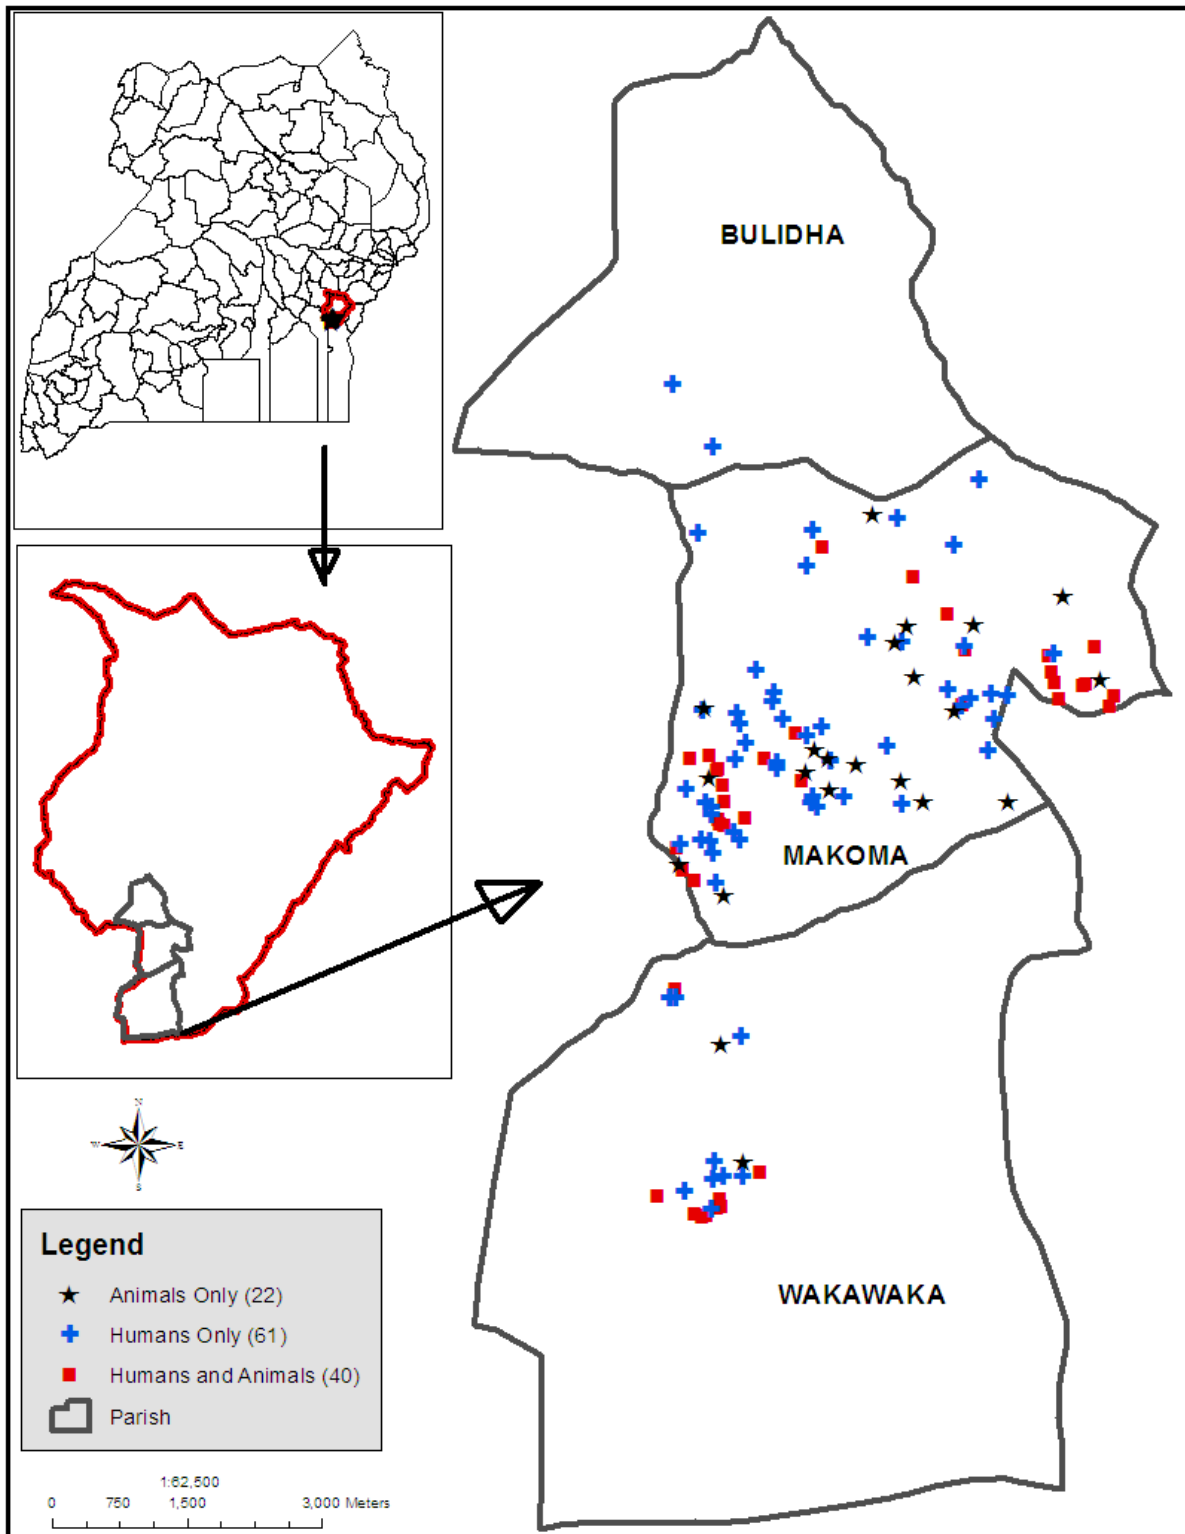 BULIDHA
MAKOMA
WAKAWAKA
N
W E
S
Legend
Animals Only (22)
Humans Only (61)
Humans and Animals (40)
Parish
1:62,500
0 750 1,500 3,000 Meters